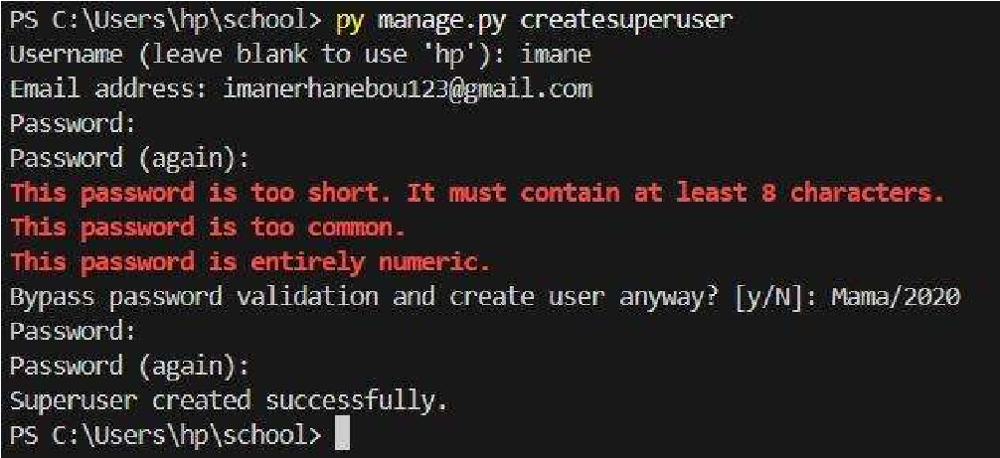 PS C:\Users\hp\school> py manage.py createsuperuser
Username (leave blank to use 'hp'): imane
Email address: imanerhanebou123@gmail.com
Password:
Password (again):
This password is too short. It must contain at least 8 characters.
This password is too common.
This password is entirely numeric.
Bypass password validation and create user anyway? [y/N]: Mama/2020
Password:
Password (again):
Superuser created successfully.
PS C:\Users\hp\school>